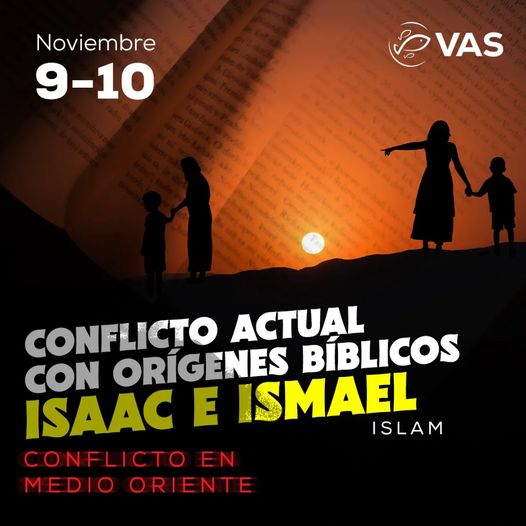 Noviembre
9-10
VAS
CONFLICTO ACTUAL
CON ORÍGENES BÍBLICOS
ISAAC E ISMAEL
ISLAM
CONFLICTO EN
MEDIO ORIENTE